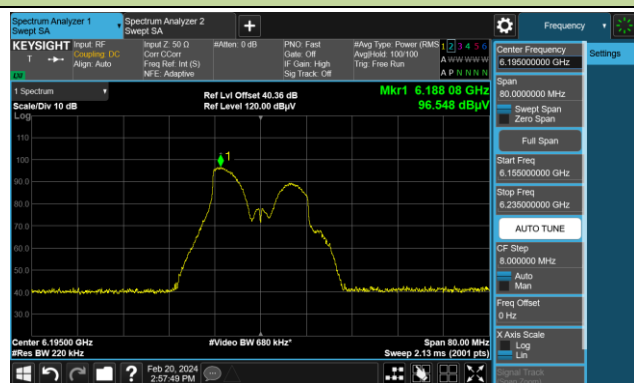 Spectrum Analyzer 1
Swept SA
Spectrum Analyzer 2
Swept SA
Frequency
KEYSIGHT
Input: RF
Coupling: DC
Align: Auto
Input Z: 50 Ω
Corr CCorr
Freq Ref: Int (S)
NFE: Adaptive
#Atten: 0 dB
PNO: Fast
Gate: Off
IF Gain: High
Sig Track: Off
#Avg Type: Power (RMS
Avg|Hold: 100/100
Trig: Free Run
1 2 3 4 5 6
A W W W W W
A P N N N N
LNI
1 Spectrum
Scale/Div 10 dB
Log
Ref Lvl Offset 40.36 dB
Ref Level 120.00 dBµV
Mkr1 6.188 08 GHz
96.548 dBµV
110
100
90.0
80.0
70.0
60.0
50.0
40.0
30.0
1
Center 6.19500 GHz
#Res BW 220 kHz
#Video BW 680 kHz*
Span 80.00 MHz
Sweep 2.13 ms (2001 pts)
Center Frequency
6.195000000 GHz
Settings
Span
80.0000000 MHz
Swept Span
Zero Span
Full Span
Start Freq
6.155000000 GHz
Stop Freq
6.235000000 GHz
AUTO TUNE
CF Step
8.000000 MHz
Auto
Man
Freq Offset
0 Hz
X Axis Scale
Log
Lin
Signal Track
Feb 20, 2024
2:57:49 PM